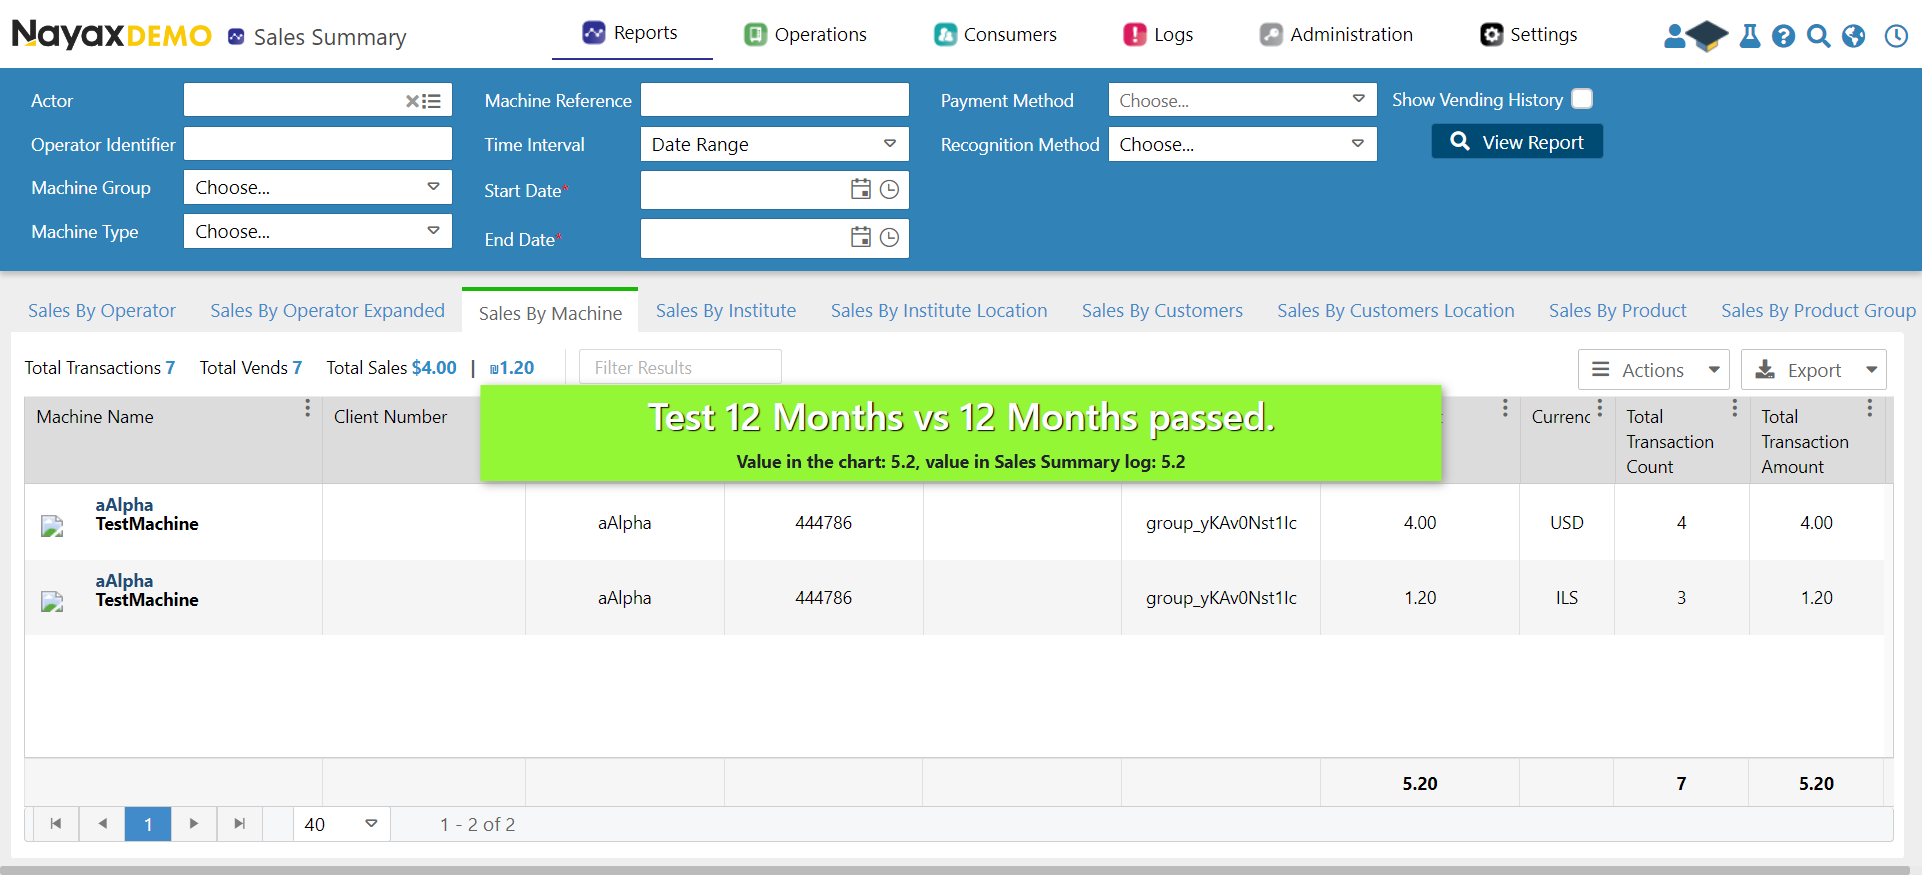 NayaxDEMO Sales Summary Reports Operations Consumers Logs Administration Settings
Actor Machine Reference Payment Method Choose... Show Vending History
Operator Identifier Time Interval Date Range Recognition Method Choose... View Report
Machine Group Choose... Start Date*
Machine Type Choose... End Date*
Sales By Operator Sales By Operator Expanded Sales By Machine Sales By Institute Sales By Institute Location Sales By Customers Sales By Customers Location Sales By Product Sales By Product Group
Total Transactions 7 Total Vends 7 Total Sales $4.00 | ₪1.20 Filter Results Actions Export
Test 12 Months vs 12 Months passed.
Value in the chart: 5.2, value in Sales Summary log: 5.2
Machine Name Client Number Currenc Total Transaction Count Total Transaction Amount
aAlpha
TestMachine
aAlpha 444786 group_yKAv0Nst1Ic 4.00 USD 4 4.00
aAlpha
TestMachine
aAlpha 444786 group_yKAv0Nst1Ic 1.20 ILS 3 1.20
5.20 7 5.20
1 40 1 - 2 of 2